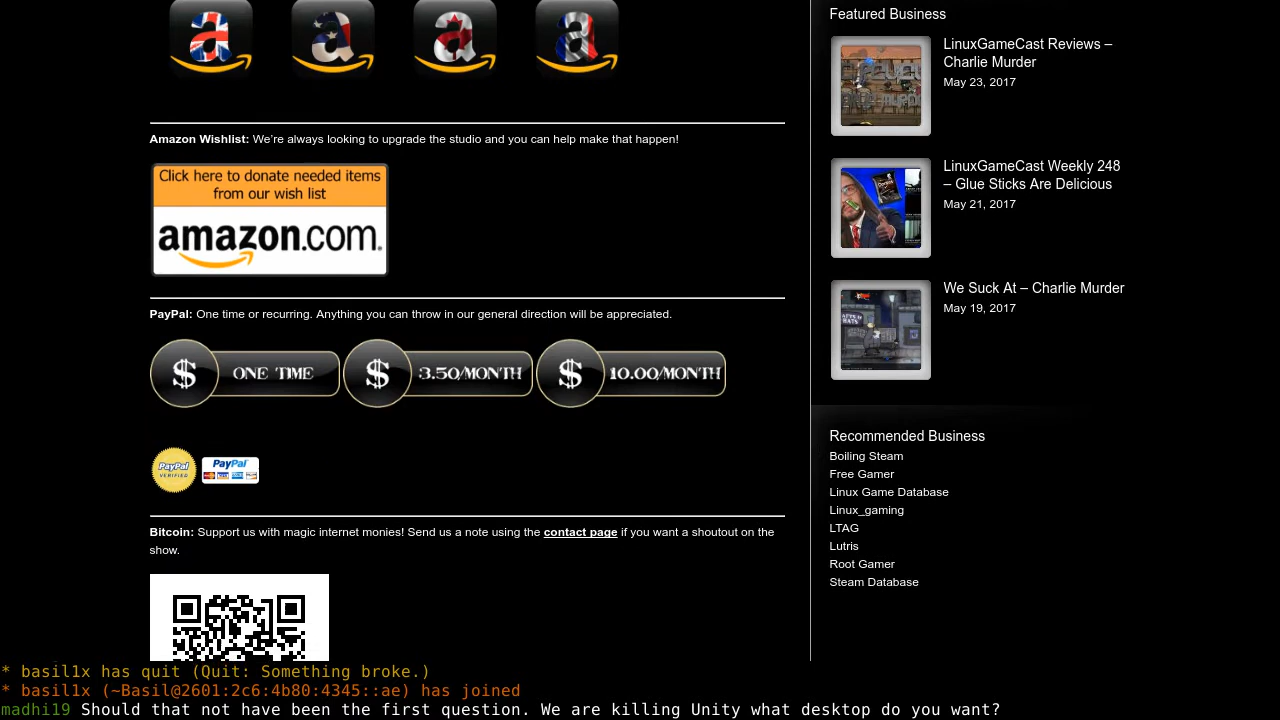 a a a a
Amazon Wishlist: We're always looking to upgrade the studio and you can help make that happen!
Click here to donate needed items
from our wish list
amazon.com.
PayPal: One time or recurring. Anything you can throw in our general direction will be appreciated.
$ ONE TIME $ 3.50/MONTH $ 10.00/MONTH
PayPal
VERIFIED
PayPal
Bitcoin: Support us with magic internet monies! Send us a note using the contact page if you want a shoutout on the
show.
Featured Business
LinuxGameCast Reviews –
Charlie Murder
May 23, 2017
LinuxGameCast Weekly 248
– Glue Sticks Are Delicious
May 21, 2017
We Suck At – Charlie Murder
May 19, 2017
Recommended Business
Boiling Steam
Free Gamer
Linux Game Database
Linux_gaming
LTAG
Lutris
Root Gamer
Steam Database
* basil1x has quit (Quit: Something broke.)
* basil1x (~Basil@2601:2c6:4b80:4345::ae) has joined
madhi19 Should that not have been the first question. We are killing Unity what desktop do you want?